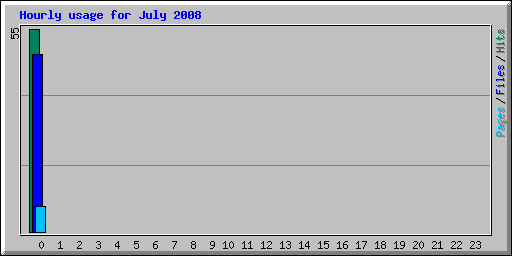 Hourly usage for July 2008
55
Pages/Files/Hits
0 1 2 3 4 5 6 7 8 9 10 11 12 13 14 15 16 17 18 19 20 21 22 23